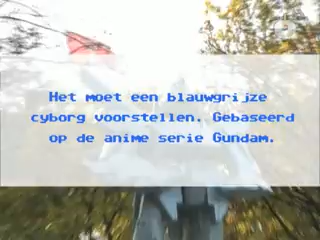 Het moet een blauwgrijze
cyborg voorstellen. Gebaseerd
op de anime serie Gundam.